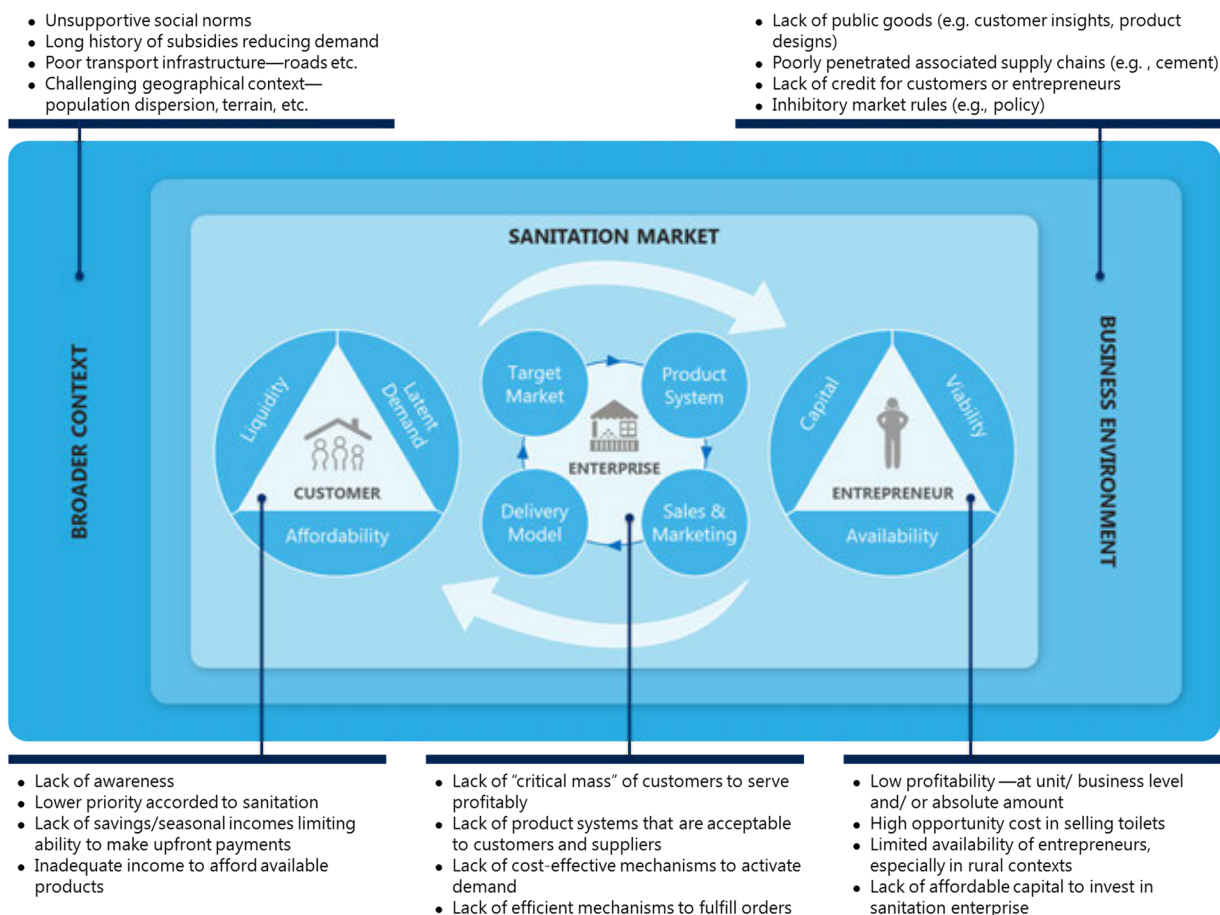 • Unsupportive social norms
• Long history of subsidies reducing demand
• Poor transport infrastructure—roads etc.
• Challenging geographical context—
population dispersion, terrain, etc.
• Lack of public goods (e.g. customer insights, product
designs)
• Poorly penetrated associated supply chains (e.g. , cement)
• Lack of credit for customers or entrepreneurs
• Inhibitory market rules (e.g., policy)
SANITATION MARKET
BROADER CONTEXT
Liquidity
Latent
Demand
CUSTOMER
Affordability
Target
Market
Product
System
ENTERPRISE
Delivery
Model
Sales &
Marketing
Capital
Viability
ENTREPRENEUR
Availability
BUSINESS ENVIRONMENT
• Lack of awareness
• Lower priority accorded to sanitation
• Lack of savings/seasonal incomes limiting
ability to make upfront payments
• Inadequate income to afford available
products
• Lack of “critical mass” of customers to serve
profitably
• Lack of product systems that are acceptable
to customers and suppliers
• Lack of cost-effective mechanisms to activate
demand
• Lack of efficient mechanisms to fulfill orders
• Low profitability —at unit/ business level
and/ or absolute amount
• High opportunity cost in selling toilets
• Limited availability of entrepreneurs,
especially in rural contexts
• Lack of affordable capital to invest in
sanitation enterprise